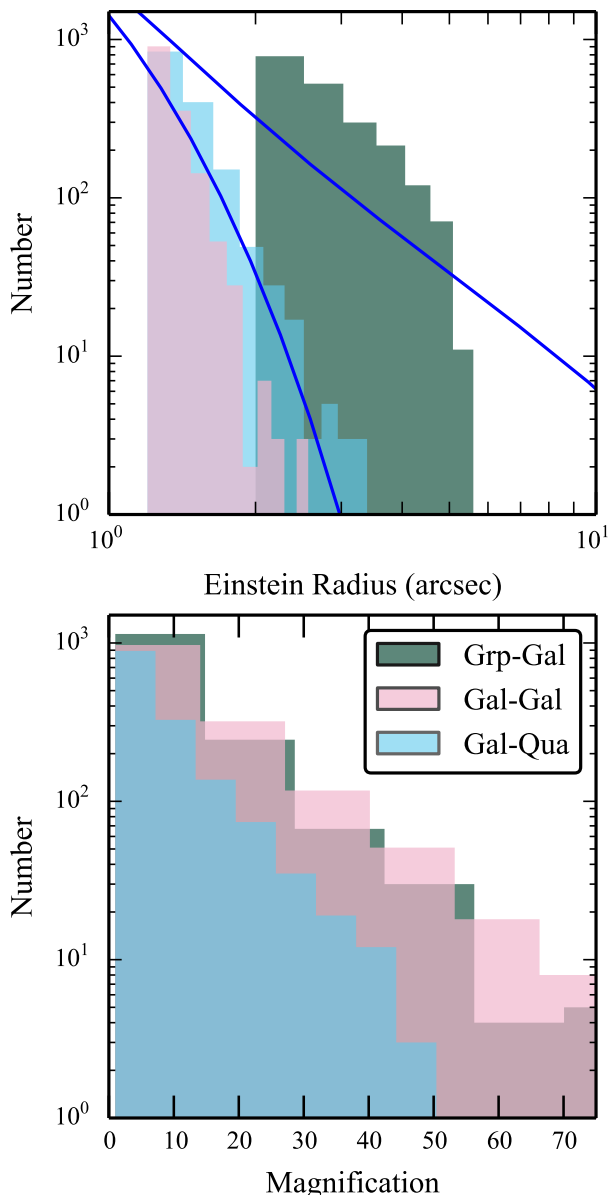 10³
10²
10¹
10⁰
Number
10⁰ 10¹
Einstein Radius (arcsec)
10³
10²
10¹
10⁰
Number
Grp-Gal
Gal-Gal
Gal-Qua
0 10 20 30 40 50 60 70
Magnification